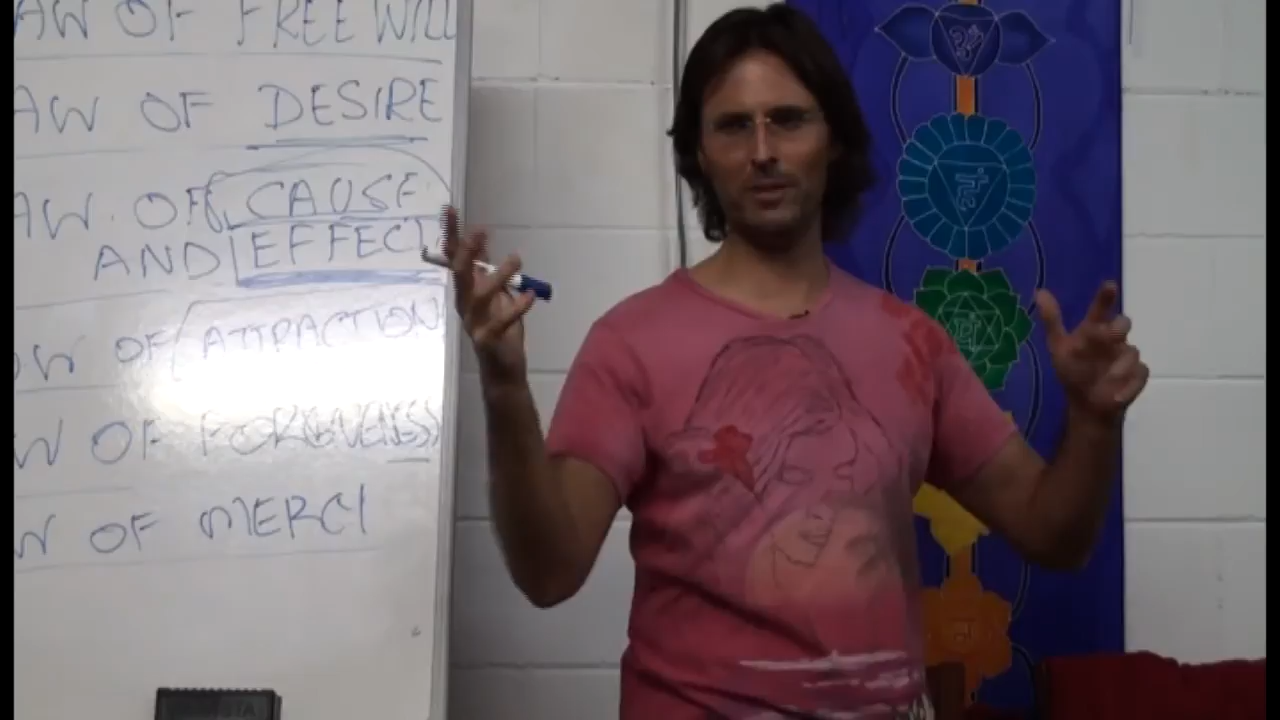 AW OF FREE WILL
AW OF DESIRE
AW OF CAUSE
AND EFFECT
OW OF ATTRACTION
W OF FORGIVENESS
W OF MERCI